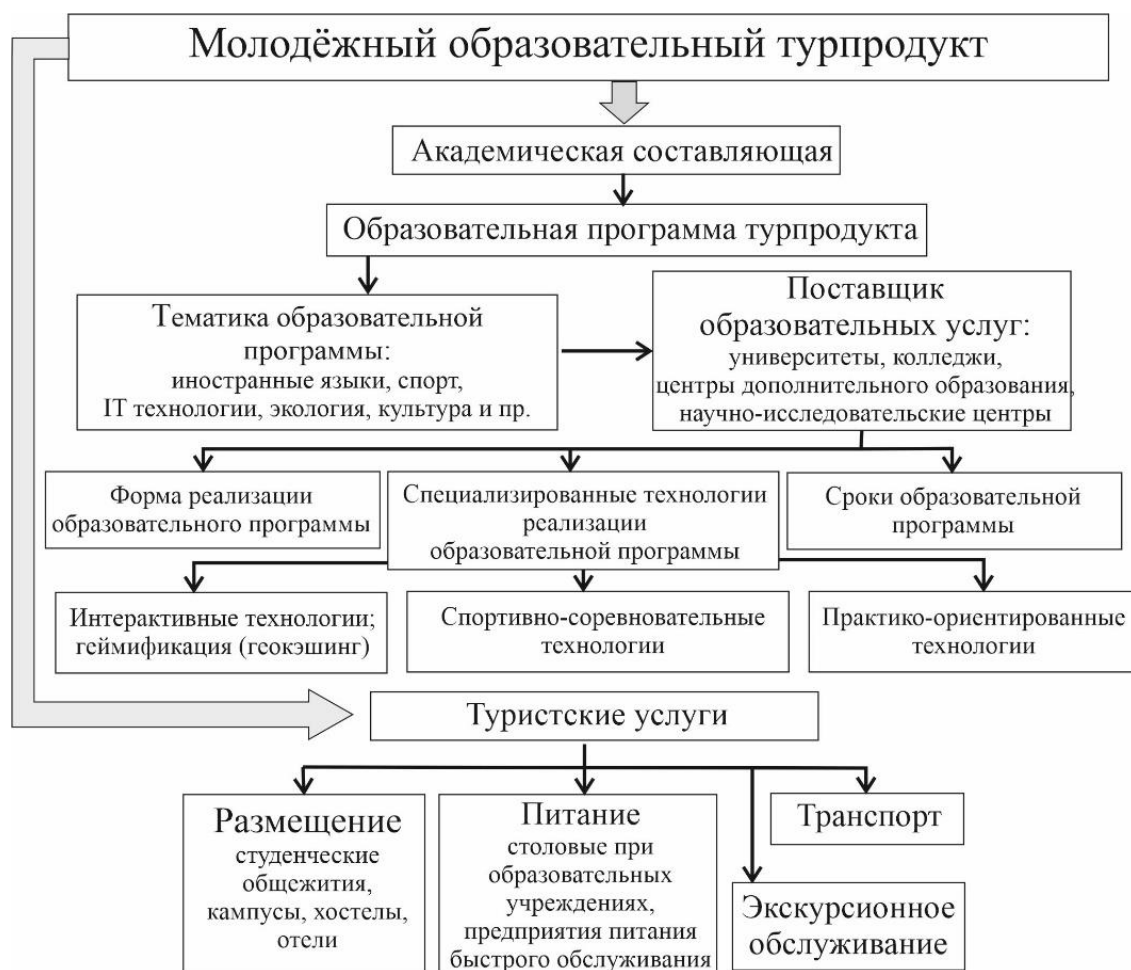 Молодёжный образовательный турпродукт
Академическая составляющая
Образовательная программа турпродукта
Тематика образовательной
программы:
иностранные языки, спорт,
IT технологии, экология, культура и пр.
Поставщик
образовательных услуг:
университеты, колледжи,
центры дополнительного образования,
научно-исследовательские центры
Форма реализации
образовательного программы
Специализированные технологии
реализации
образовательной программы
Сроки образовательной
программы
Интерактивные технологии;
геймификация (геокэшинг)
Спортивно-соревновательные
технологии
Практико-ориентированные
технологии
Туристские услуги
Размещение
студенческие
общежития,
кампусы, хостелы,
отели
Питание
столовые при
образовательных
учреждениях,
предприятия питания
быстрого обслуживания
Транспорт
Экскурсионное
обслуживание